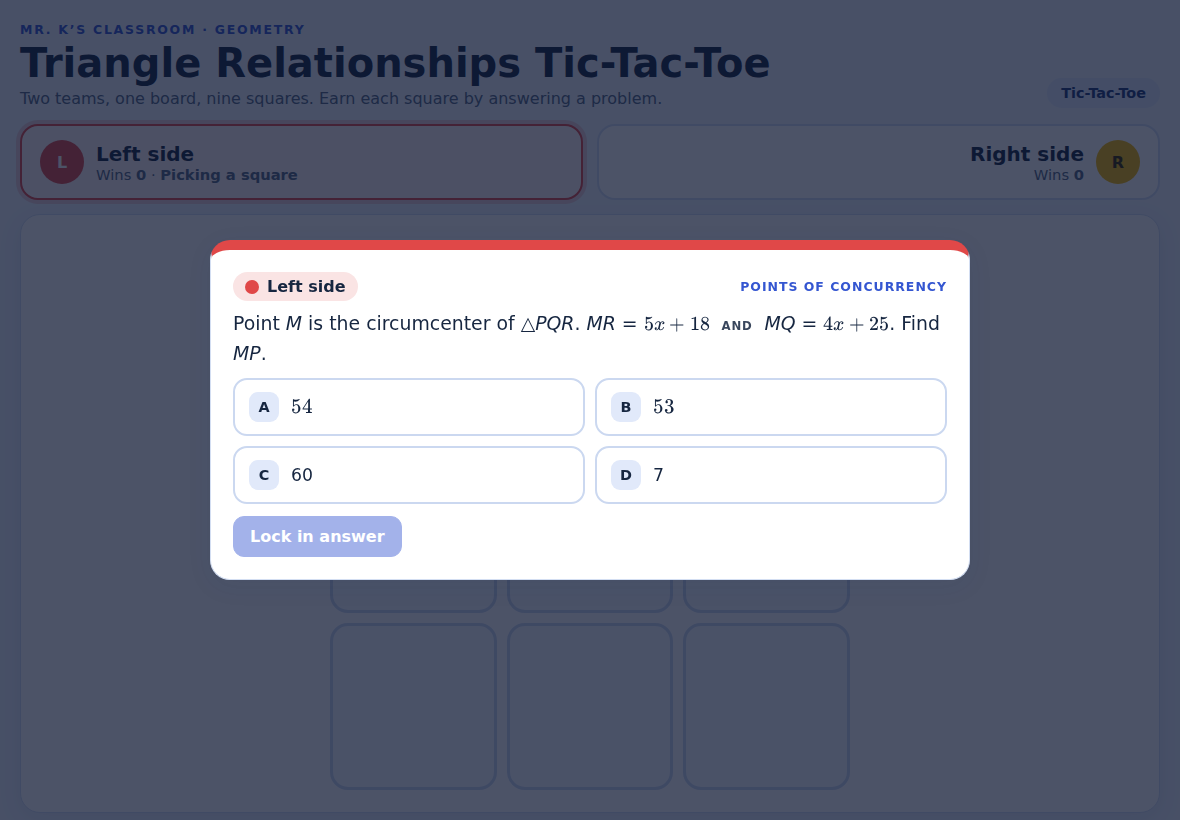 MR. K’S CLASSROOM · GEOMETRY
Triangle Relationships Tic-Tac-Toe
Two teams, one board, nine squares. Earn each square by answering a problem.
Tic-Tac-Toe
L
Left side
Wins 0 · Picking a square
Right side
Wins 0
R
Left side
POINTS OF CONCURRENCY
Point M is the circumcenter of △PQR. MR = 5x + 18 AND MQ = 4x + 25. Find
MP.
A 54
B 53
C 60
D 7
Lock in answer